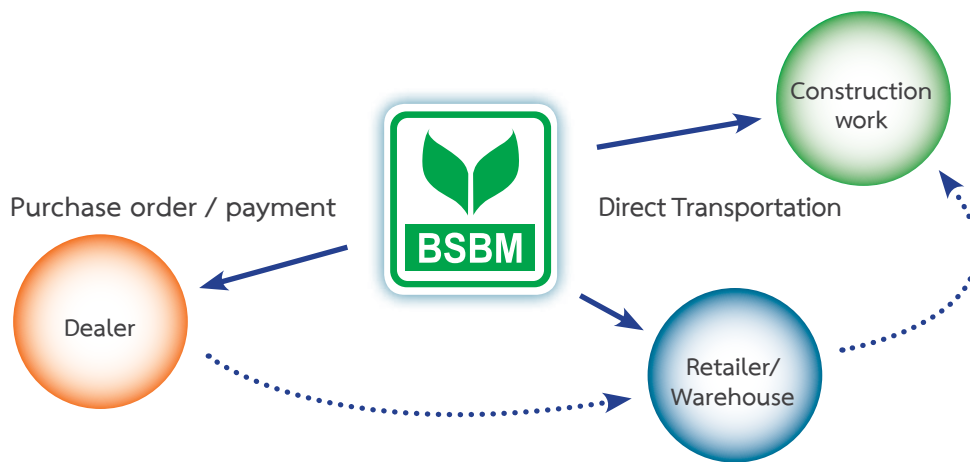 Construction
work
Purchase order / payment
Direct Transportation
BSBM
Dealer
Retailer/
Warehouse